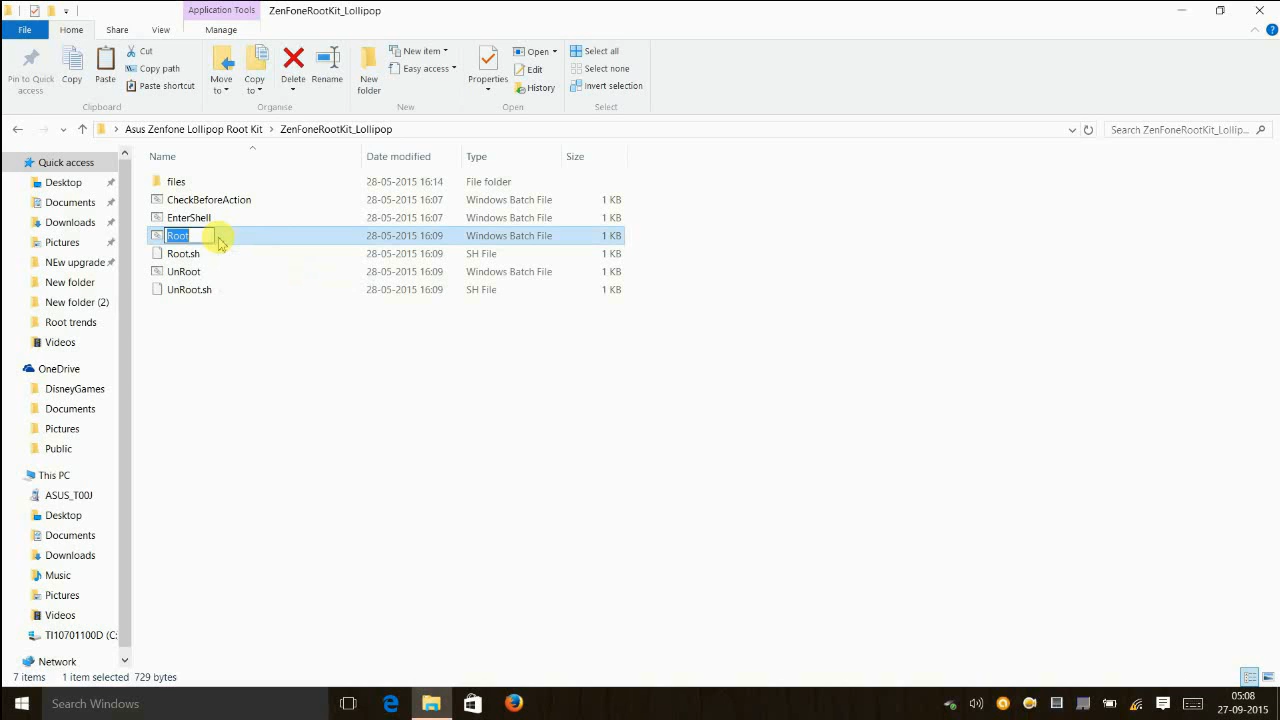 Application Tools
ZenFoneRootKit_Lollipop
File
Home
Share
View
Manage
Pin to Quick access
Copy
Paste
Cut
Copy path
Paste shortcut
Clipboard
Move to
Copy to
Delete
Rename
Organise
New folder
New item
Easy access
New
Properties
Open
Edit
History
Open
Select all
Select none
Invert selection
Select
Asus Zenfone Lollipop Root Kit > ZenFoneRootKit_Lollipop
Search ZenFoneRootKit_Lollip...
Name Date modified Type Size
files 28-05-2015 16:14 File folder
CheckBeforeAction 28-05-2015 16:07 Windows Batch File 1 KB
EnterShell 28-05-2015 16:07 Windows Batch File 1 KB
Root 28-05-2015 16:09 Windows Batch File 1 KB
Root.sh 28-05-2015 16:09 SH File 1 KB
UnRoot 28-05-2015 16:09 Windows Batch File 1 KB
UnRoot.sh 28-05-2015 16:09 SH File 1 KB
Quick access
Desktop
Documents
Downloads
Pictures
NEw upgrade
New folder
New folder (2)
Root trends
Videos
OneDrive
DisneyGames
Documents
Pictures
Public
This PC
ASUS_T00J
Desktop
Documents
Downloads
Music
Pictures
Videos
TI10701100D (C:
Network
7 items 1 item selected 729 bytes
Search Windows
05:08
27-09-2015